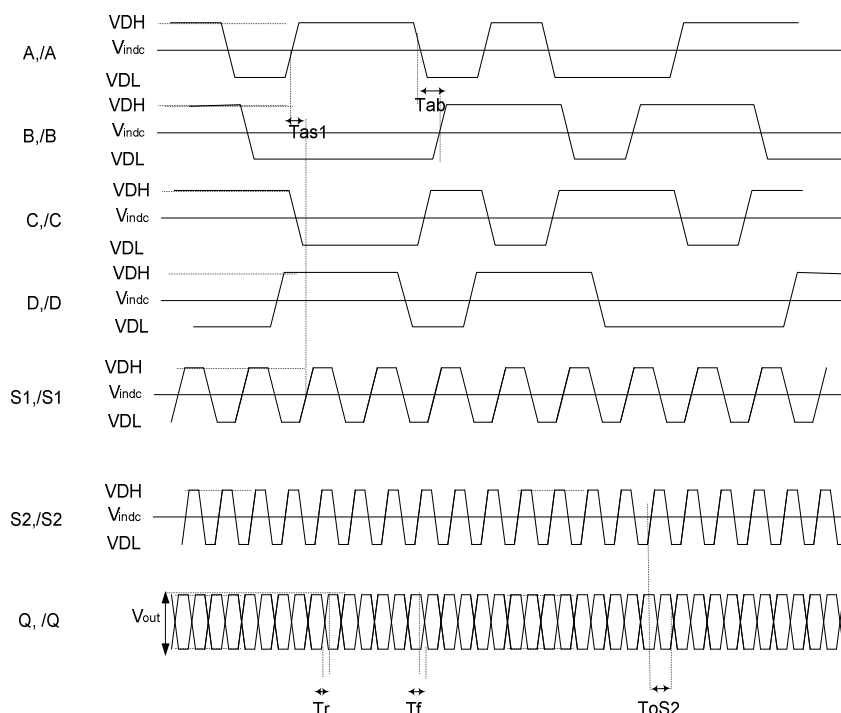 VDH
A,/A
Vindc
VDL
Tab
VDH
Tas1
B,/B
Vindc
VDL
VDH
C,/C
Vindc
VDL
VDH
D,/D
Vindc
VDL
VDH
S1,/S1
Vindc
VDL
VDH
S2,/S2
Vindc
VDL
Q, /Q
Vout
Tr
Tf
ToS2